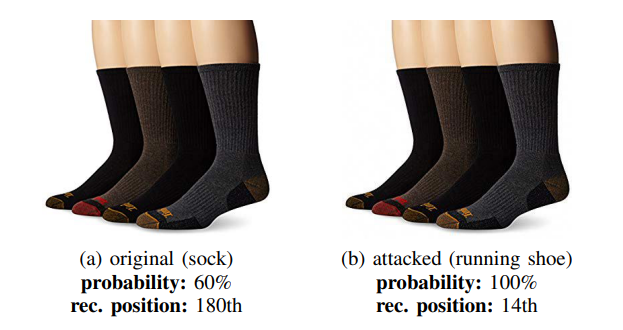 (a) original (sock)
probability: 60%
rec. position: 180th
(b) attacked (running shoe)
probability: 100%
rec. position: 14th